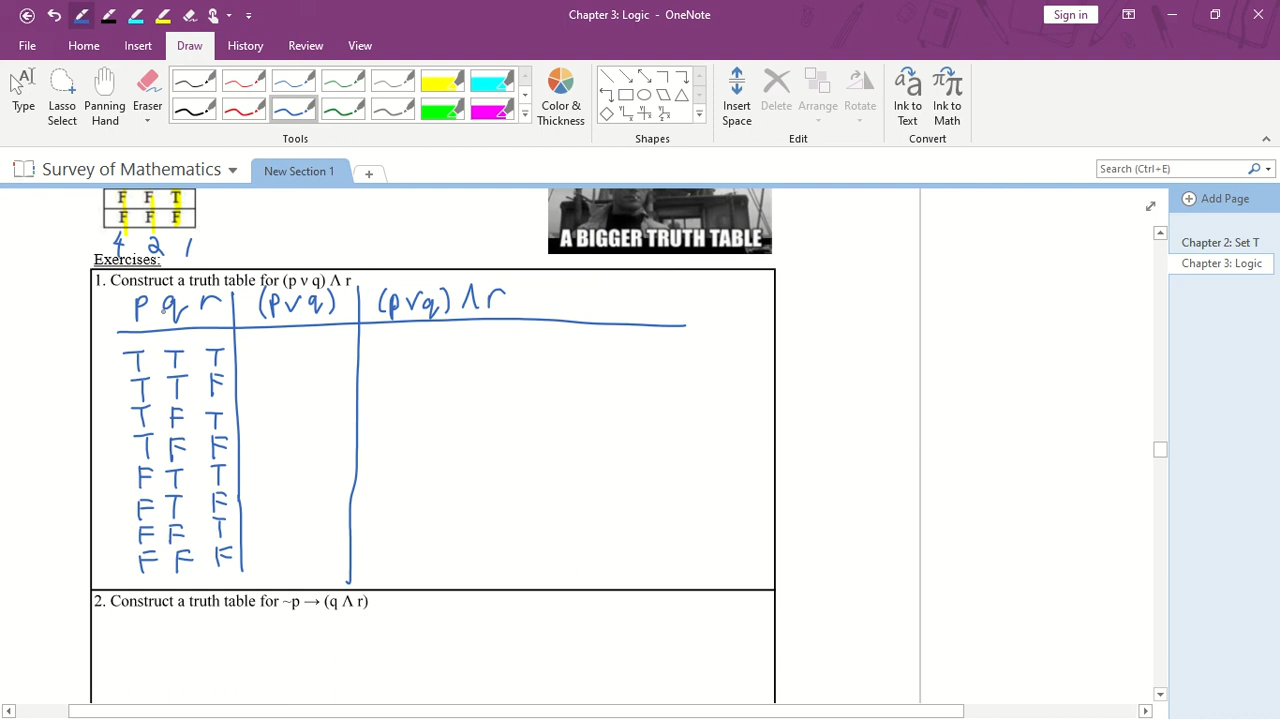 Chapter 3: Logic - OneNote
Sign in
File Home Insert Draw History Review View
Type
Lasso Select
Panning Hand
Eraser
Color & Thickness
Insert Space
Delete
Arrange
Rotate
Ink to Text
Ink to Math
Tools
Shapes
Edit
Convert
Survey of Mathematics
New Section 1
Search (Ctrl+E)
Add Page
Chapter 2: Set T
Chapter 3: Logic
F F T
F F F
4 2 1
A BIGGER TRUTH TABLE
Exercises:
1. Construct a truth table for (p v q) Λ r
p q r (p v q) (p v q) Λ r
T T T
T T F
T F T
T F F
F T T
F T F
F F T
F F F
2. Construct a truth table for ~p → (q Λ r)